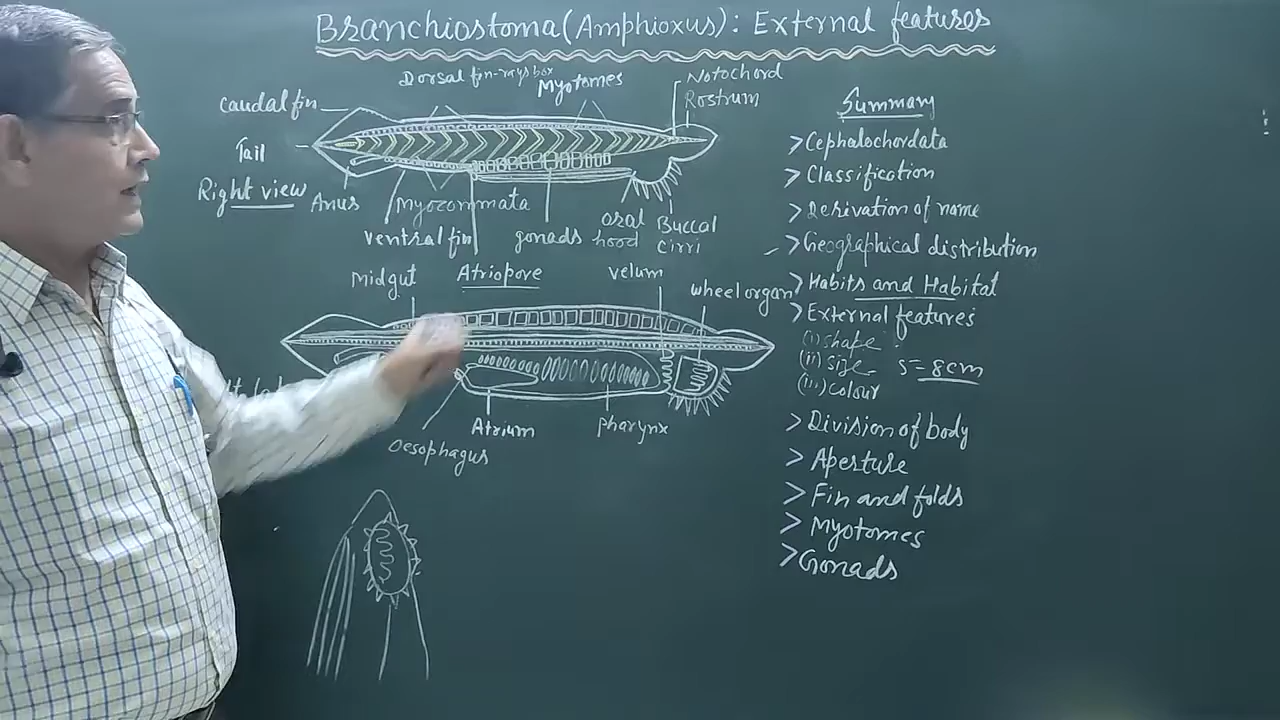 Branchiostoma (Amphioxus): External features
Dorsal fin-rays box
Myotomes
Notochord
Rostrum
caudal fin
Tail
Right view
Anus
Myocommata
ventral fin
gonads
oral hood
Buccal cirri
Atriopore
midgut
velum
wheel organ
Atrium
Pharynx
Oesophagus
Summary
> Cephalochordata
> Classification
> Derivation of name
> Geographical distribution
> Habits and Habitat
> External features
(i) shape
(ii) size 5-8cm
(iii) colour
> Division of body
> Aperture
> Fin and folds
> Myotomes
> Gonads